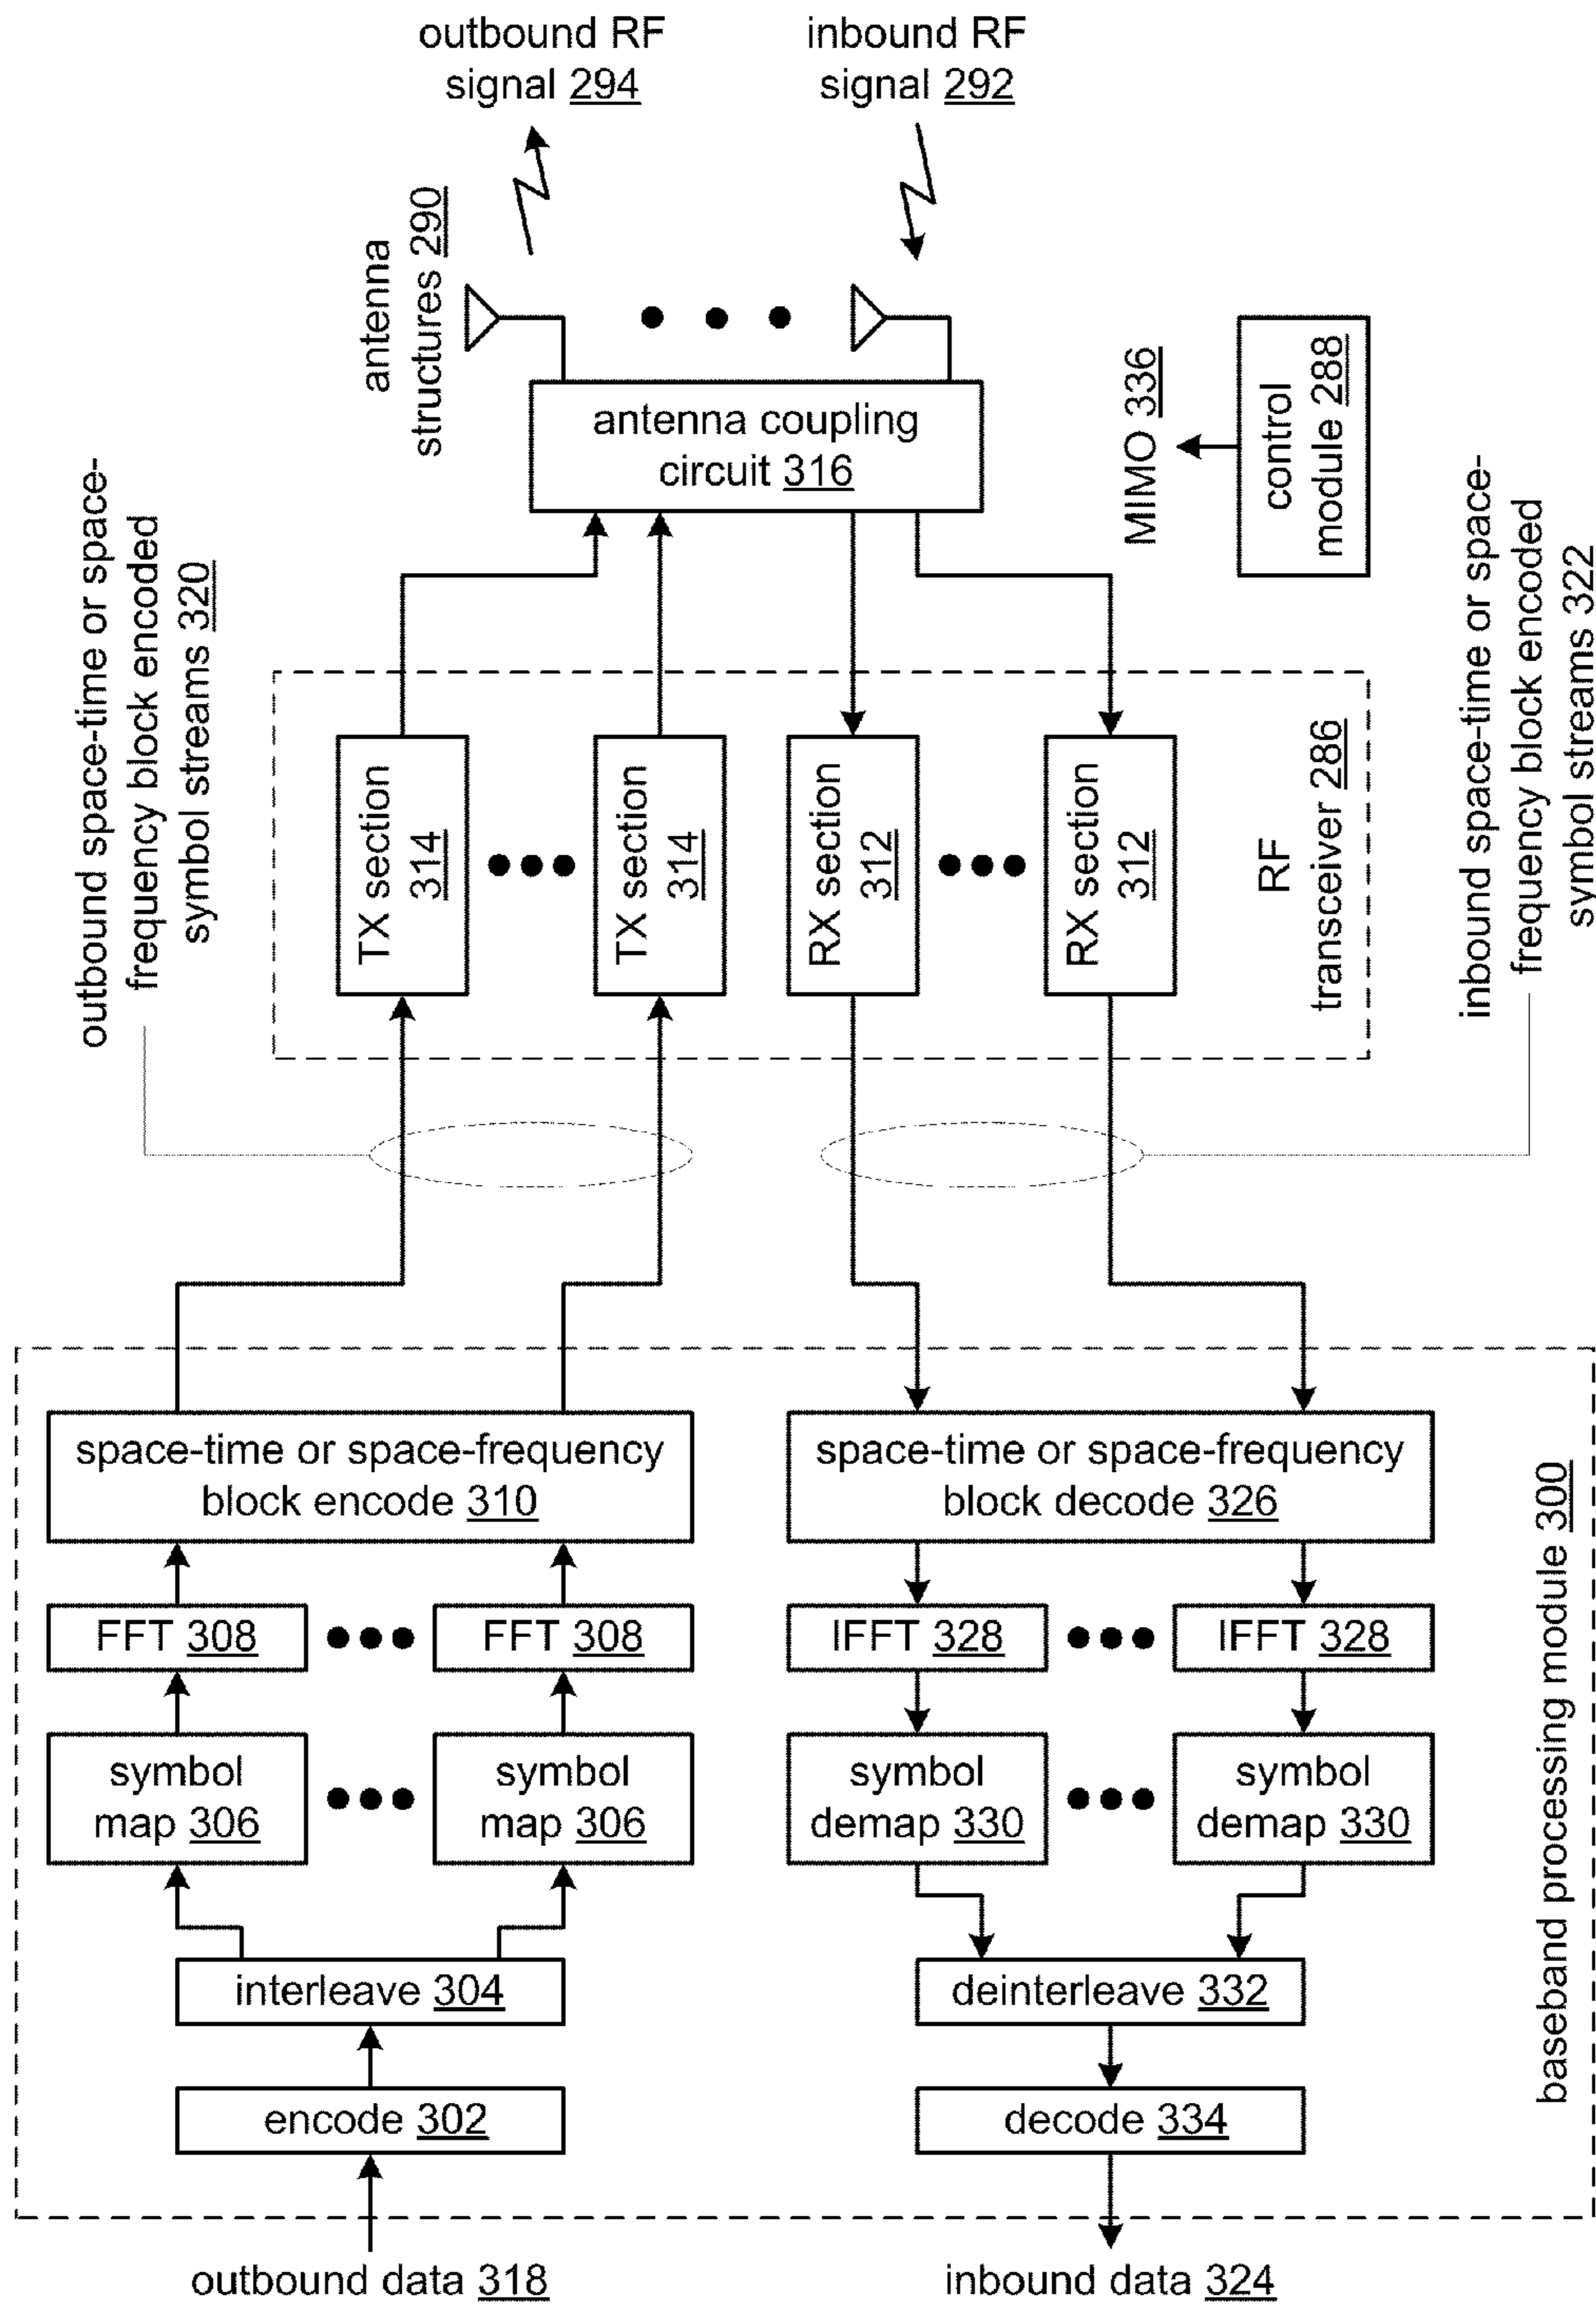 outbound RF
signal 294
inbound RF
signal 292
antenna
structures 290
antenna coupling
circuit 316
MIMO 336
control
module 288
outbound space-time or space-
frequency block encoded
symbol streams 320
inbound space-time or space-
frequency block encoded
symbol streams 322
TX section
314
TX section
314
RX section
312
RX section
312
RF
transceiver 286
space-time or space-frequency
block encode 310
space-time or space-frequency
block decode 326
FFT 308
FFT 308
IFFT 328
IFFT 328
symbol
map 306
symbol
map 306
symbol
demap 330
symbol
demap 330
interleave 304
deinterleave 332
encode 302
decode 334
baseband processing module 300
outbound data 318
inbound data 324